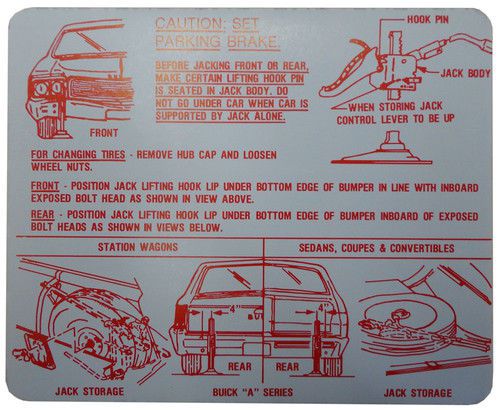 CAUTION: SET
PARKING BRAKE.
BEFORE JACKING FRONT OR REAR,
MAKE CERTAIN LIFTING HOOK PIN
IS SEATED IN JACK BODY. DO
NOT GO UNDER CAR WHEN CAR IS
SUPPORTED BY JACK ALONE.
FRONT
HOOK PIN
JACK BODY
WHEN STORING JACK
CONTROL LEVER TO BE UP
FOR CHANGING TIRES - REMOVE HUB CAP AND LOOSEN
WHEEL NUTS.
FRONT - POSITION JACK LIFTING HOOK LIP UNDER BOTTOM EDGE OF BUMPER IN LINE WITH INBOARD
EXPOSED BOLT HEAD AS SHOWN IN VIEW ABOVE.
REAR - POSITION JACK LIFTING HOOK LIP UNDER BOTTOM EDGE OF BUMPER INBOARD OF EXPOSED
BOLT HEADS AS SHOWN IN VIEWS BELOW.
STATION WAGONS
SEDANS, COUPES & CONVERTIBLES
4"
4"
REAR
REAR
JACK STORAGE
BUICK "A" SERIES
JACK STORAGE